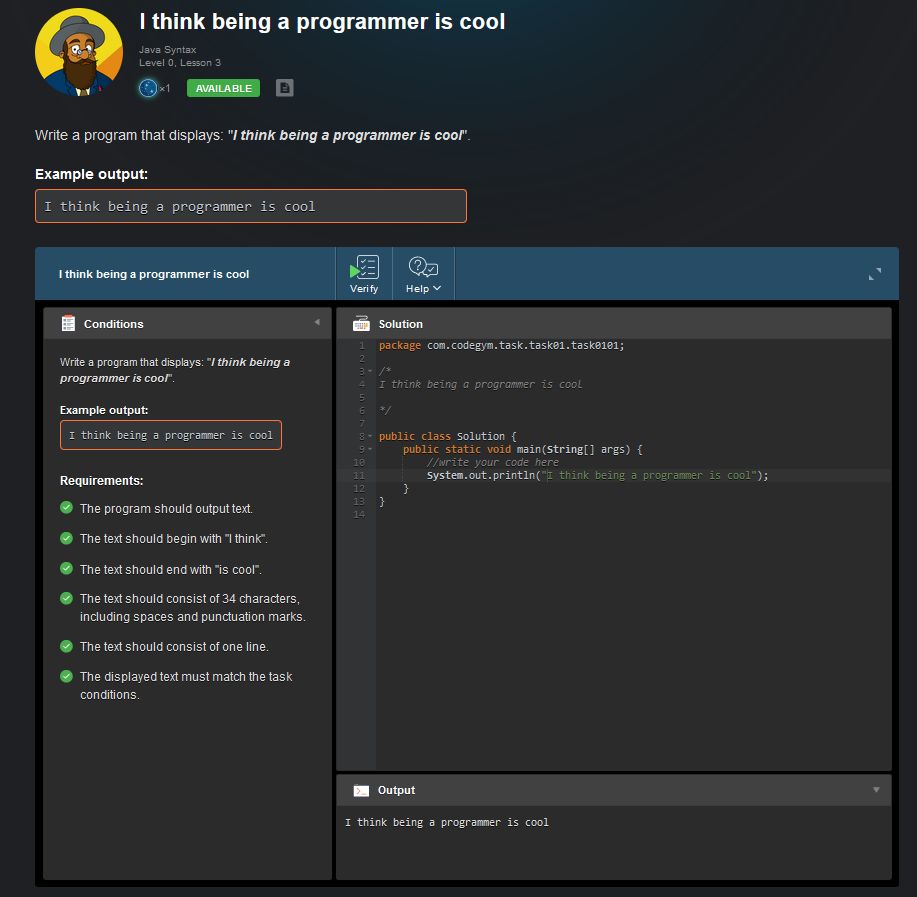 I think being a programmer is cool
Java Syntax
Level 0, Lesson 3
×1
AVAILABLE
Write a program that displays: "I think being a programmer is cool".
Example output:
I think being a programmer is cool
I think being a programmer is cool
Verify
Help
Conditions
Write a program that displays: "I think being a
programmer is cool".
Example output:
I think being a programmer is cool
Requirements:
The program should output text.
The text should begin with "I think".
The text should end with "is cool".
The text should consist of 34 characters,
including spaces and punctuation marks.
The text should consist of one line.
The displayed text must match the task
conditions.
Solution
1 package com.codegym.task.task01.task0101;
2
3 /*
4 I think being a programmer is cool
5
6 */
7
8 public class Solution {
9     public static void main(String[] args) {
10         //write your code here
11         System.out.println("I think being a programmer is cool");
12     }
13 }
14
Output
I think being a programmer is cool